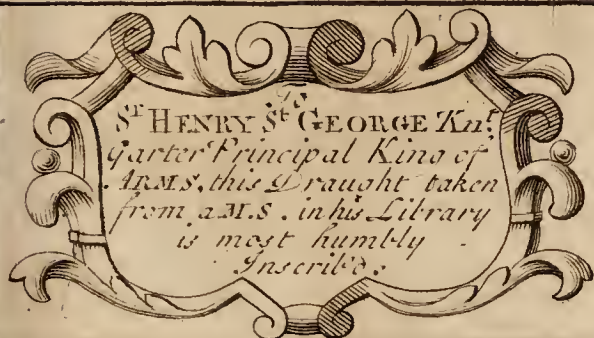 To
Sr HENRY St GEORGE Knt.
Garter Principal King of
ARMS, this Draught taken
from a M.S. in his Library
is most humbly
Inscrib'd.